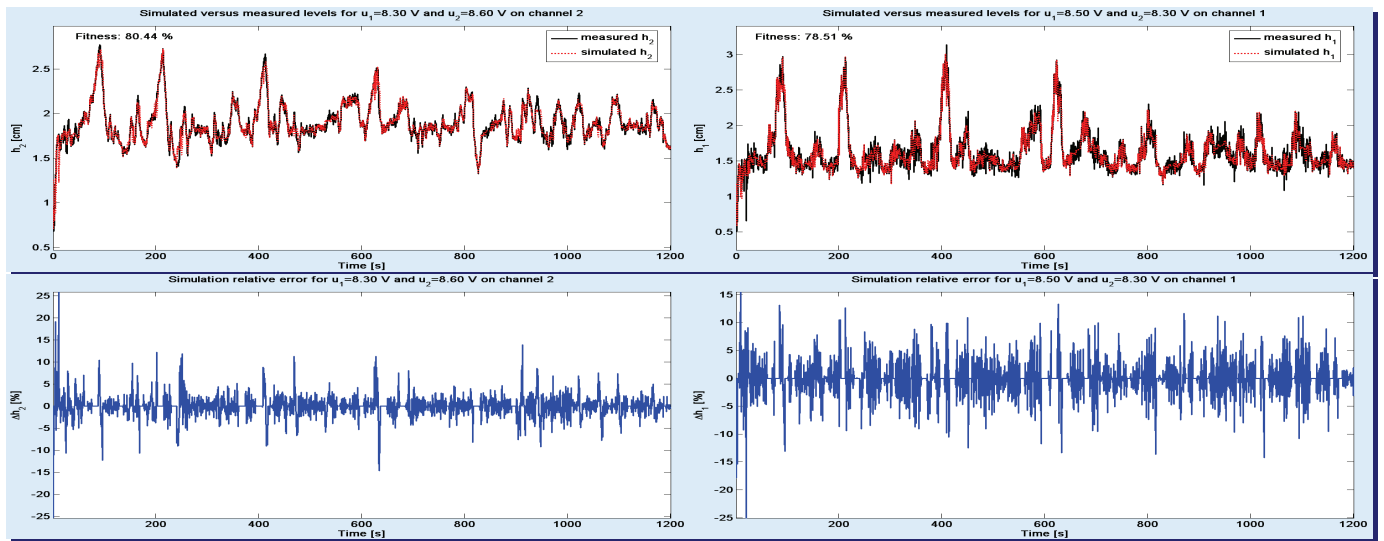 Simulated versus measured levels for u1=8.30 V and u2=8.60 V on channel 2
Fitness: 80.44 %
measured h2
simulated h2
2.5
2
1.5
1
0.5
h2 [cm]
0 200 400 600 800 1000 1200
Time [s]
Simulated versus measured levels for u1=8.50 V and u2=8.30 V on channel 1
Fitness: 78.51 %
measured h1
simulated h1
3
2.5
2
1.5
1
0.5
h1 [cm]
200 400 600 800 1000 1200
Time [s]
Simulation relative error for u1=8.30 V and u2=8.60 V on channel 2
25
20
15
10
5
0
-5
-10
-15
-20
-25
Δh2 [%]
200 400 600 800 1000 1200
Time [s]
Simulation relative error for u1=8.50 V and u2=8.30 V on channel 1
15
10
5
0
-5
-10
-15
-20
-25
Δh1 [%]
200 400 600 800 1000 1200
Time [s]